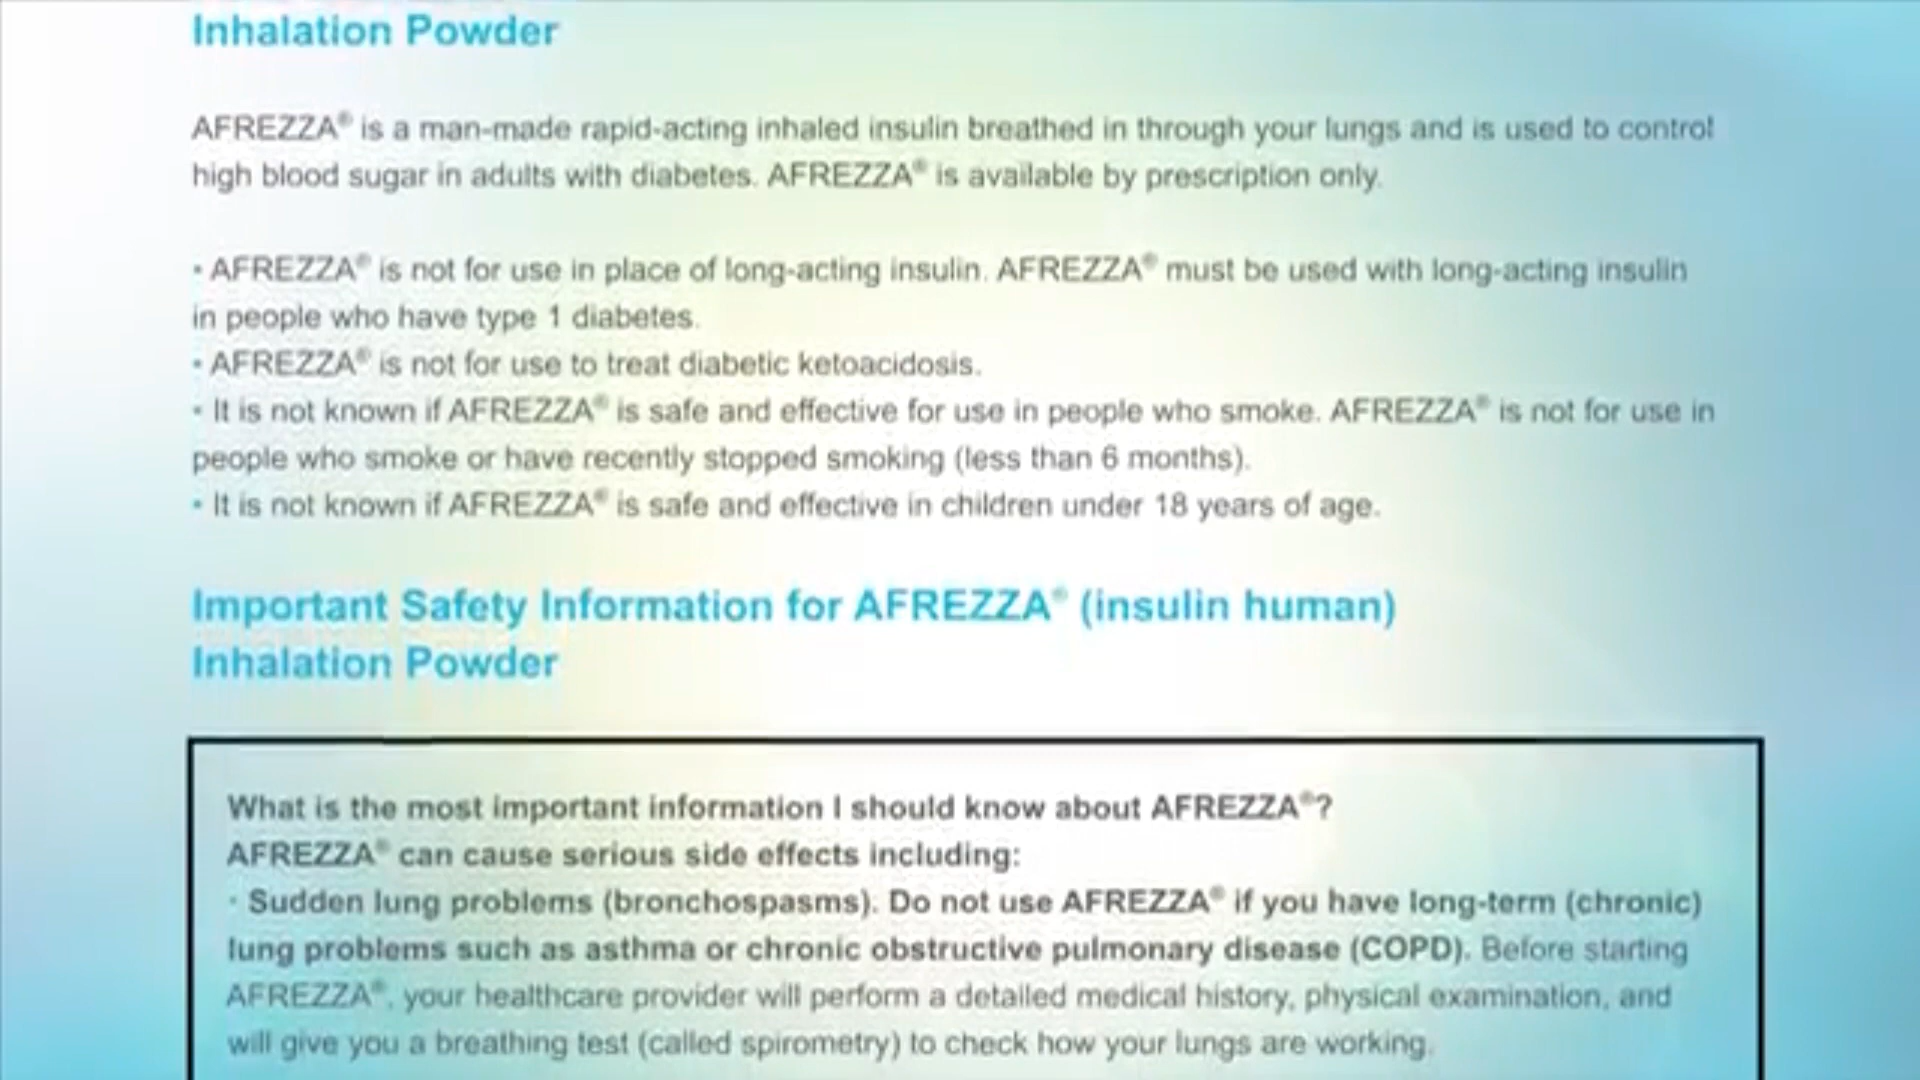 Inhalation Powder
AFREZZA® is a man-made rapid-acting inhaled insulin breathed in through your lungs and is used to control
high blood sugar in adults with diabetes. AFREZZA® is available by prescription only.
• AFREZZA® is not for use in place of long-acting insulin. AFREZZA® must be used with long-acting insulin
in people who have type 1 diabetes.
• AFREZZA® is not for use to treat diabetic ketoacidosis.
• It is not known if AFREZZA® is safe and effective for use in people who smoke. AFREZZA® is not for use in
people who smoke or have recently stopped smoking (less than 6 months).
• It is not known if AFREZZA® is safe and effective in children under 18 years of age.
Important Safety Information for AFREZZA® (insulin human)
Inhalation Powder
What is the most important information I should know about AFREZZA®?
AFREZZA® can cause serious side effects including:
• Sudden lung problems (bronchospasms). Do not use AFREZZA® if you have long-term (chronic)
lung problems such as asthma or chronic obstructive pulmonary disease (COPD). Before starting
AFREZZA®, your healthcare provider will perform a detailed medical history, physical examination, and
will give you a breathing test (called spirometry) to check how your lungs are working.